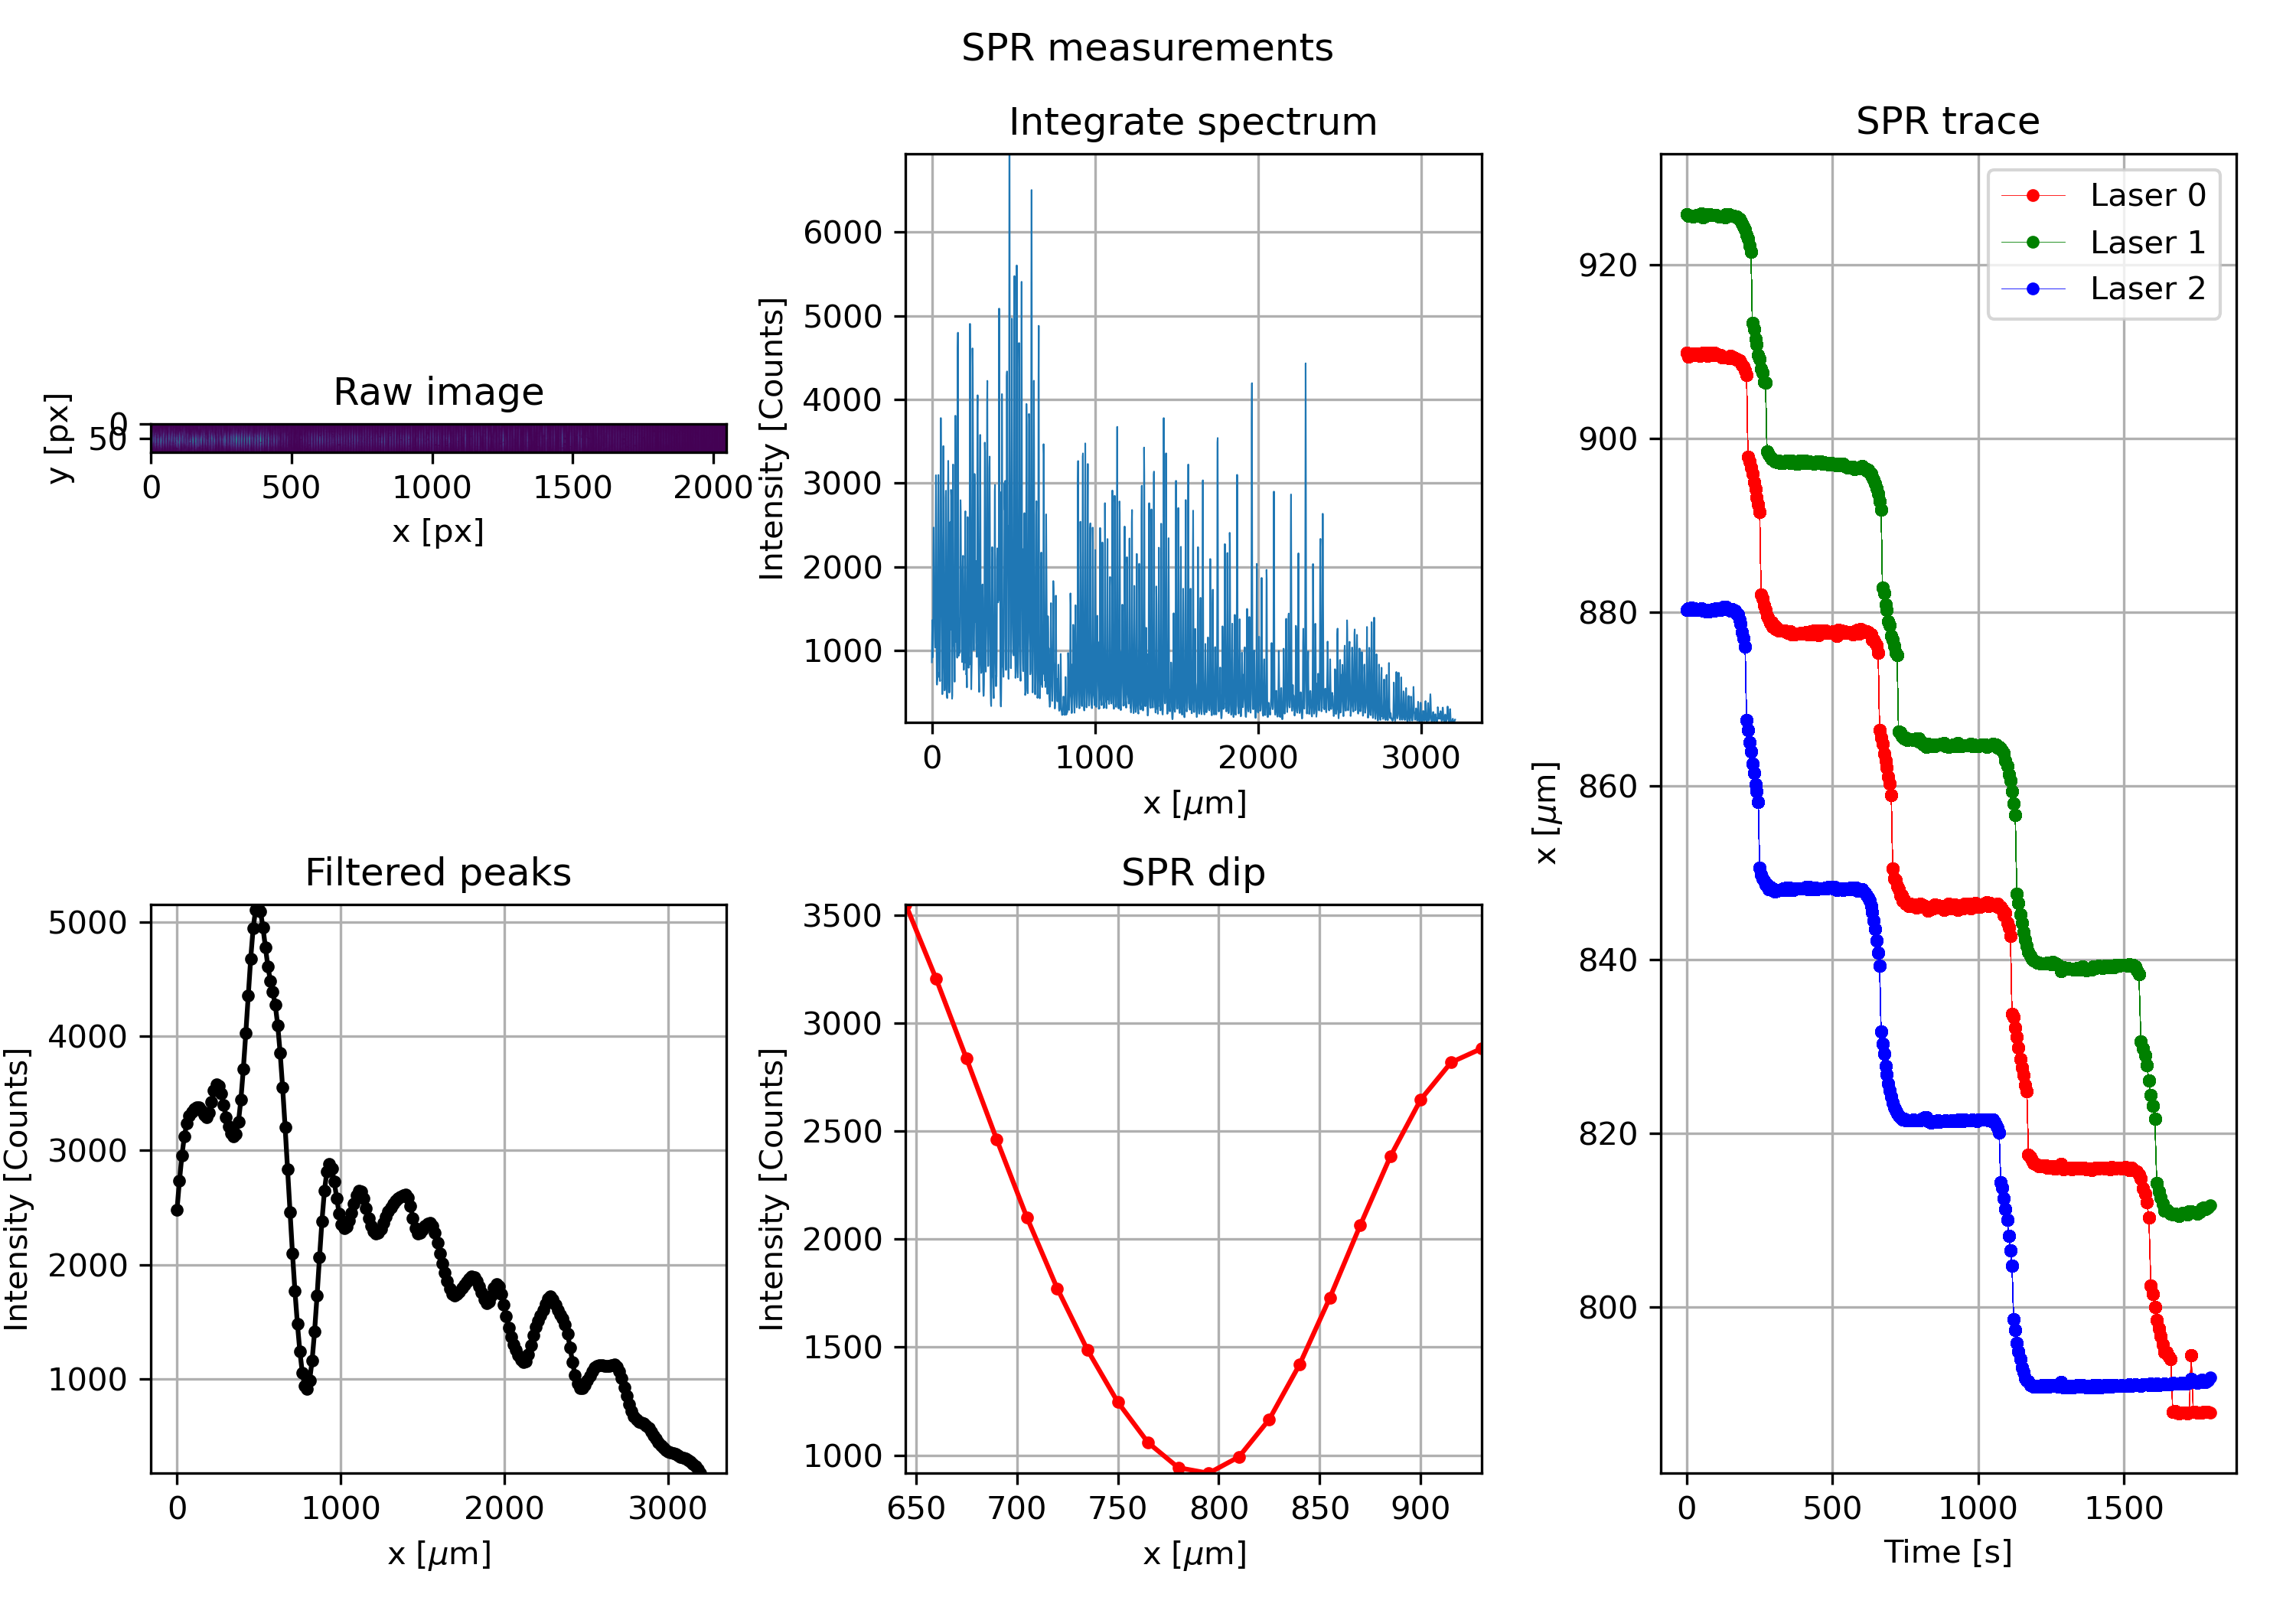 SPR measurements
Raw image
y [px]
0
50
0 500 1000 1500 2000
x [px]
Integrate spectrum
Intensity [Counts]
6000
5000
4000
3000
2000
1000
0 1000 2000 3000
x [μm]
Filtered peaks
Intensity [Counts]
5000
4000
3000
2000
1000
0 1000 2000 3000
x [μm]
SPR dip
Intensity [Counts]
3500
3000
2500
2000
1500
1000
650 700 750 800 850 900
x [μm]
SPR trace
Laser 0
Laser 1
Laser 2
x [μm]
920
900
880
860
840
820
800
0 500 1000 1500
Time [s]